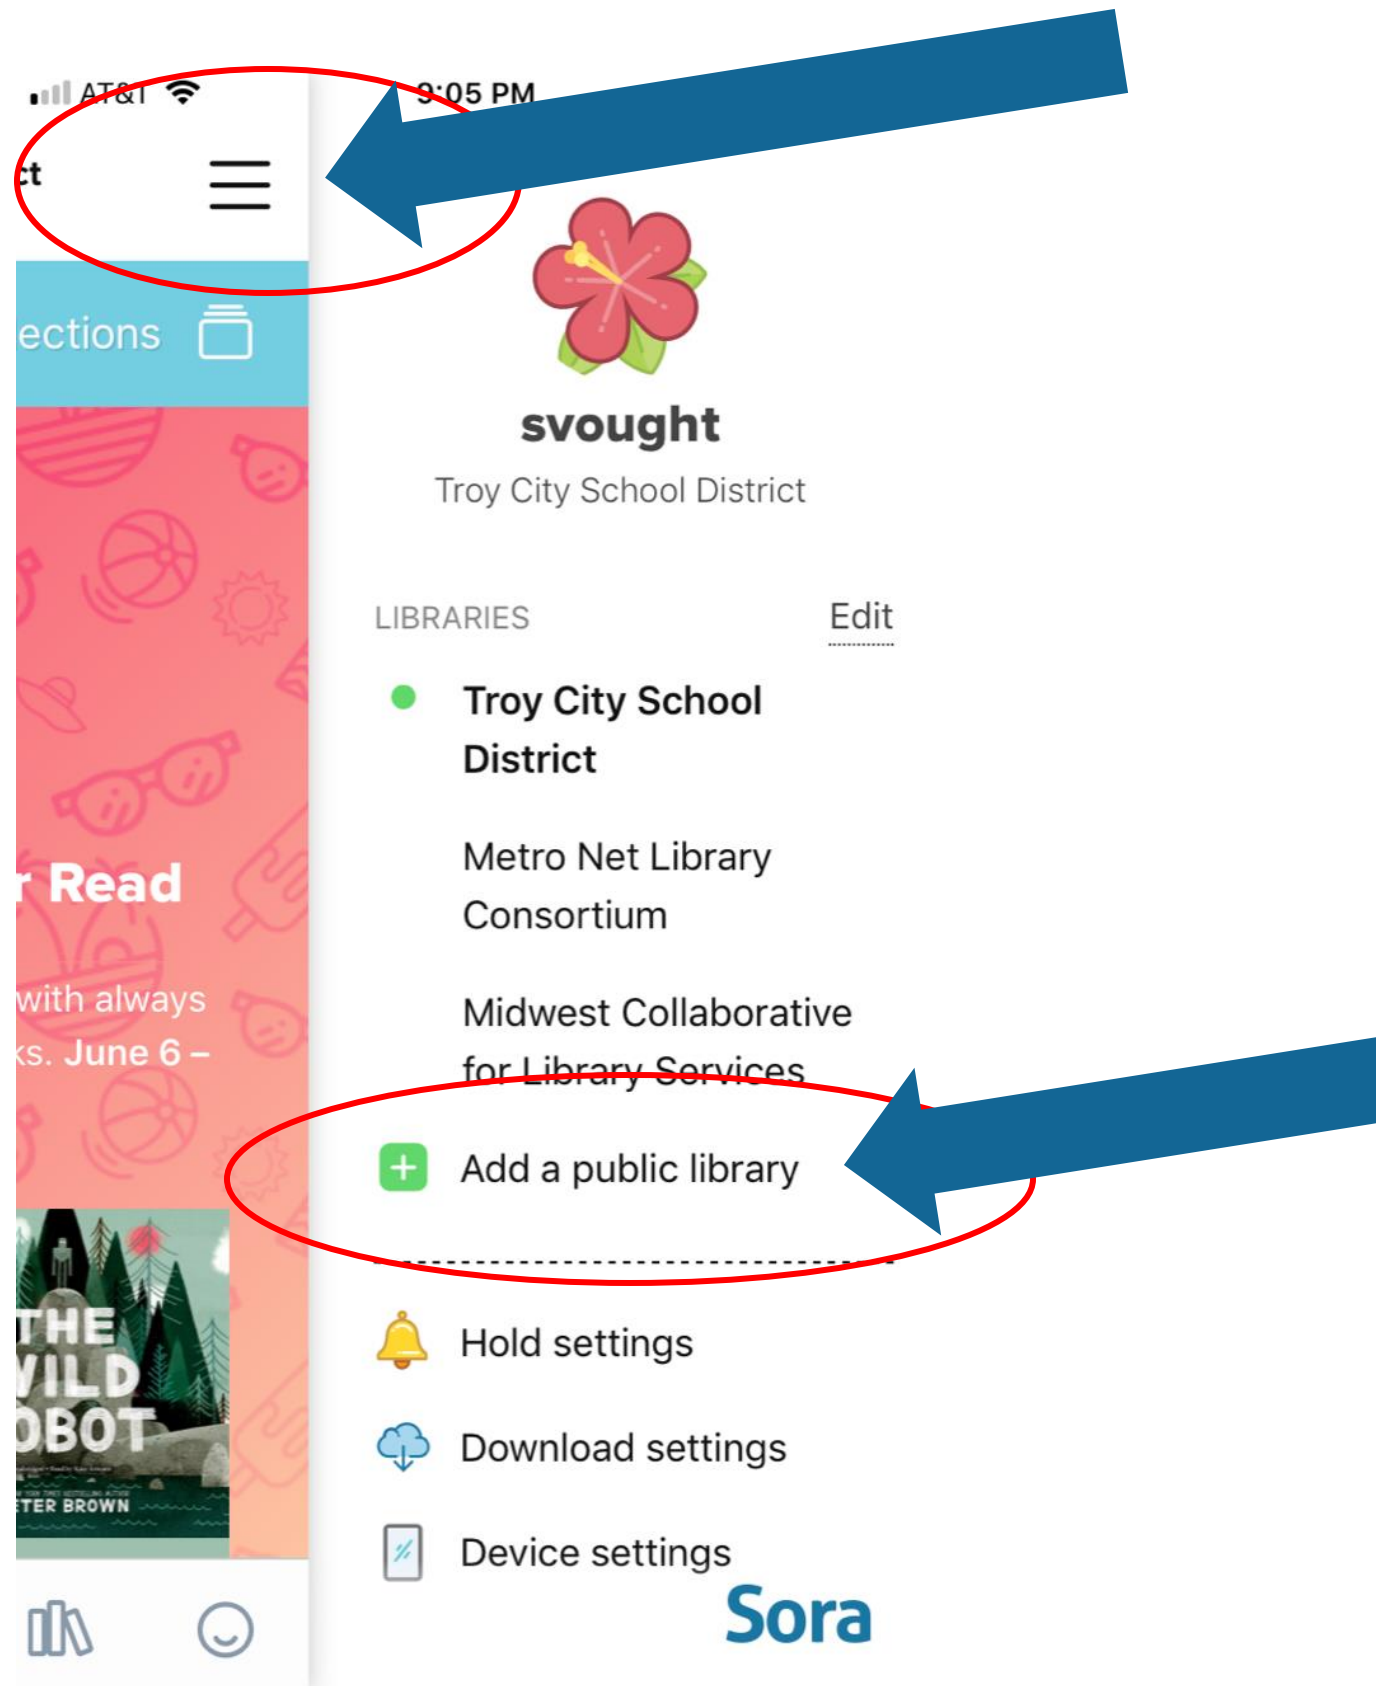 AT&T
9:05 PM
ct
ections
svought
Troy City School District
LIBRARIES
Edit
Troy City School
District
Metro Net Library
Consortium
r Read
Midwest Collaborative
for Library Services
with always
ks. June 6 –
Add a public library
THE
WILD
OBOT
ETER BROWN
Hold settings
Download settings
Device settings
Sora